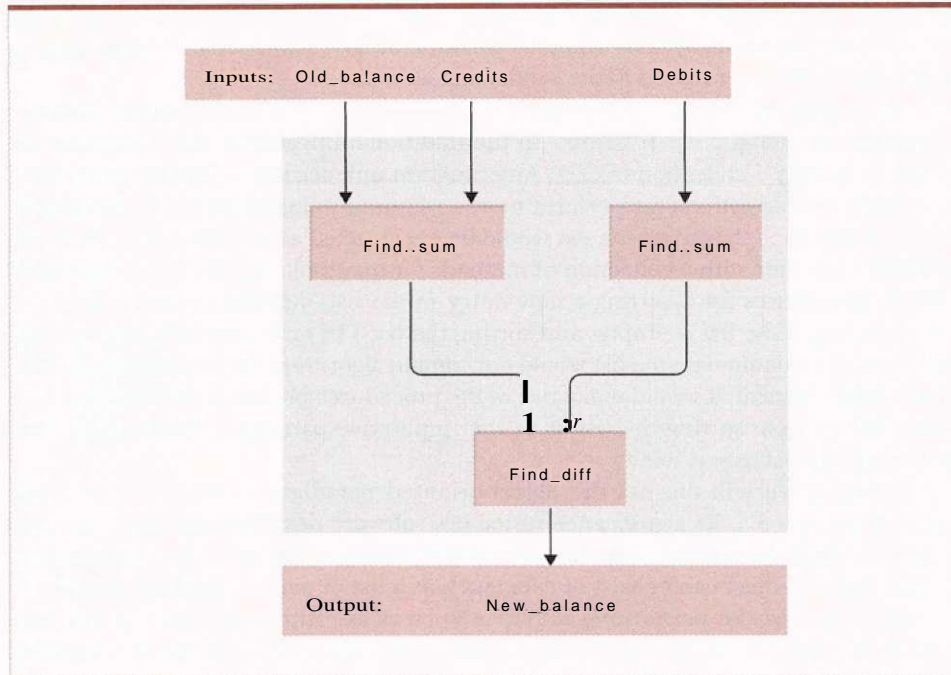 Inputs: Old_ba!ance Credits Debits
Find..sum Find..sum
Find_diff
Output: New_balance